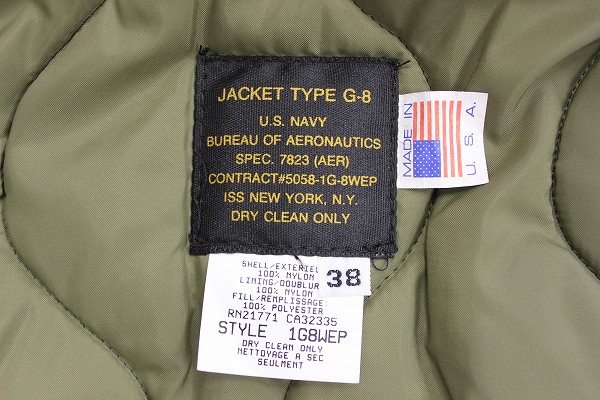 JACKET TYPE G-8
U.S. NAVY
BUREAU OF AERONAUTICS
SPEC. 7823 (AER)
CONTRACT#5058-1G-8WEP
ISS NEW YORK, N.Y.
DRY CLEAN ONLY
MADE IN
U.S.A.
SHELL/EXTERIEL
100% NYLON
LINING/DOUBLUR
100% NYLON
FILL/REMPLISSAGE
100% POLYESTER
RN21771 CA32335
STYLE 1G8WEP
DRY CLEAN ONLY
NETTOYAGE A SEC
SEULMENT
38